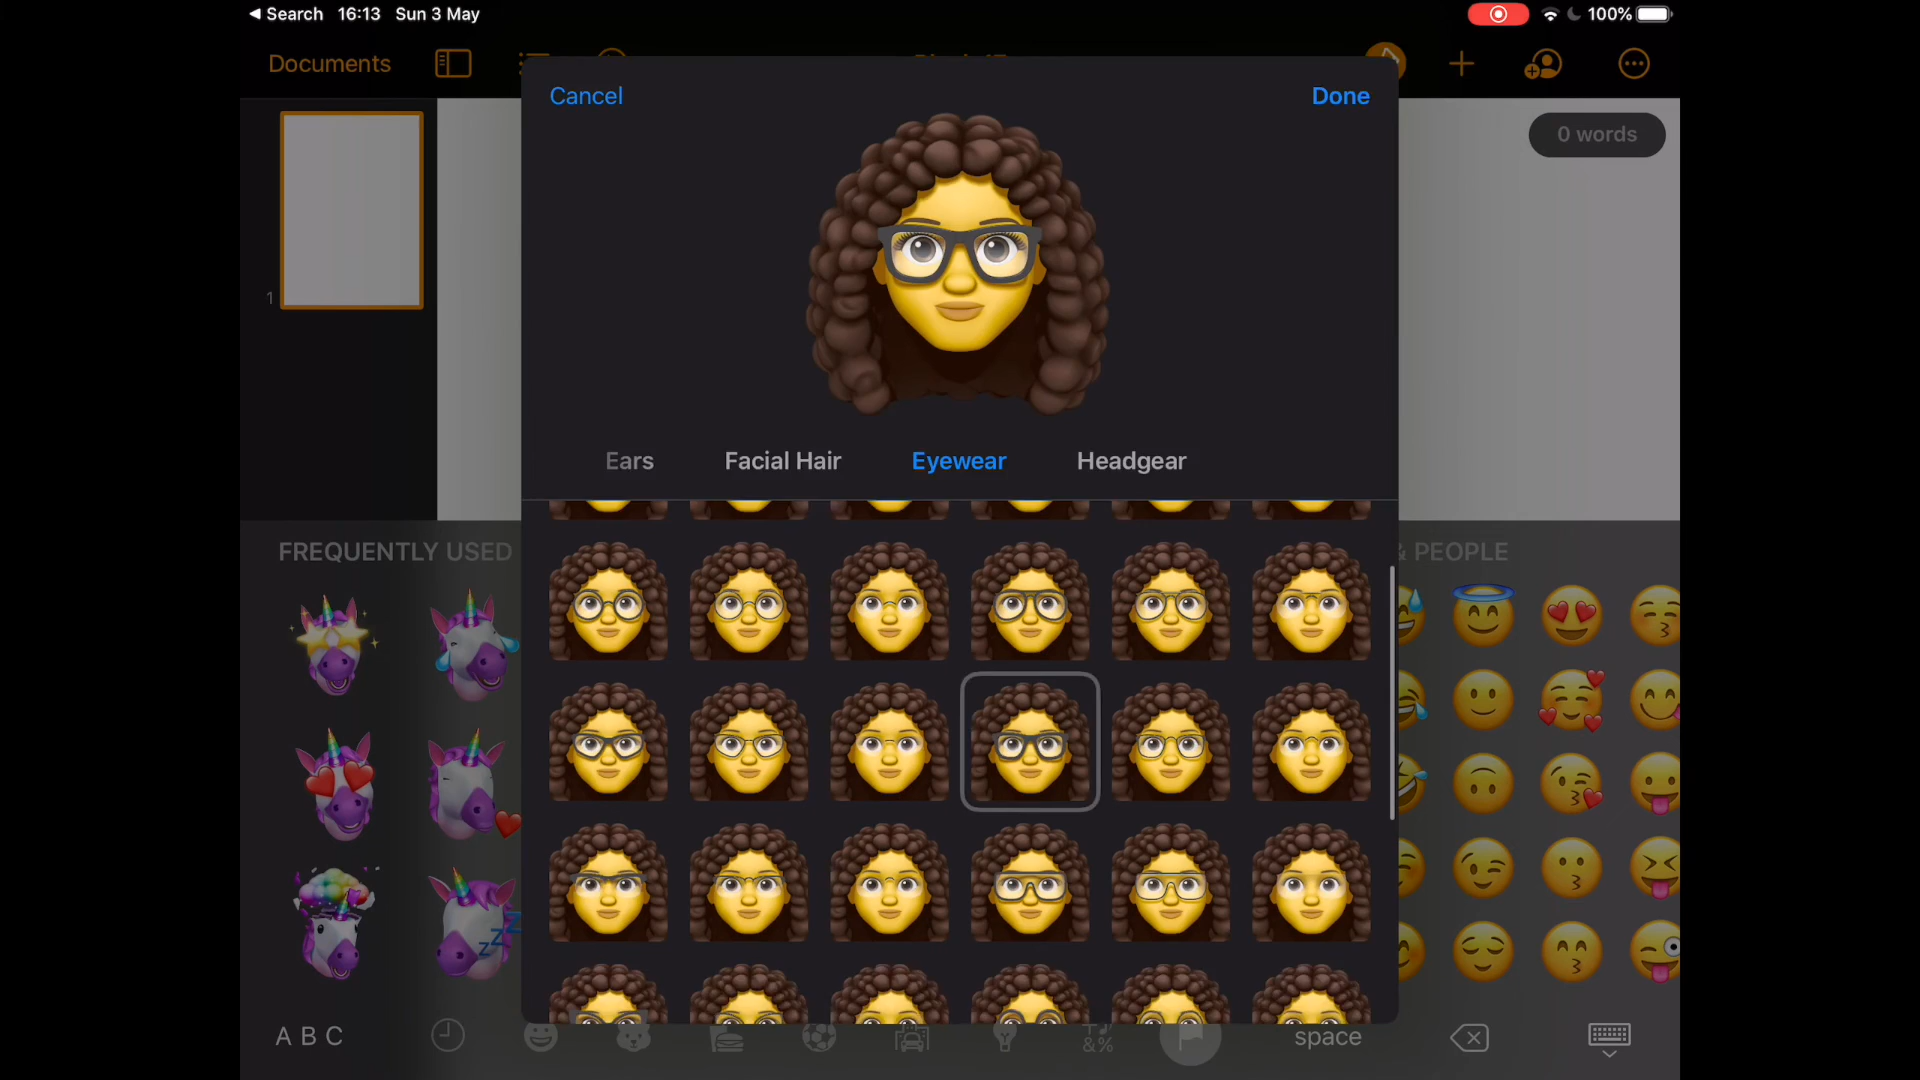 Search 16:13 Sun 3 May
100%
Documents
Cancel
Done
0 words
1
Ears Facial Hair Eyewear Headgear
FREQUENTLY USED
& PEOPLE
ABC
space